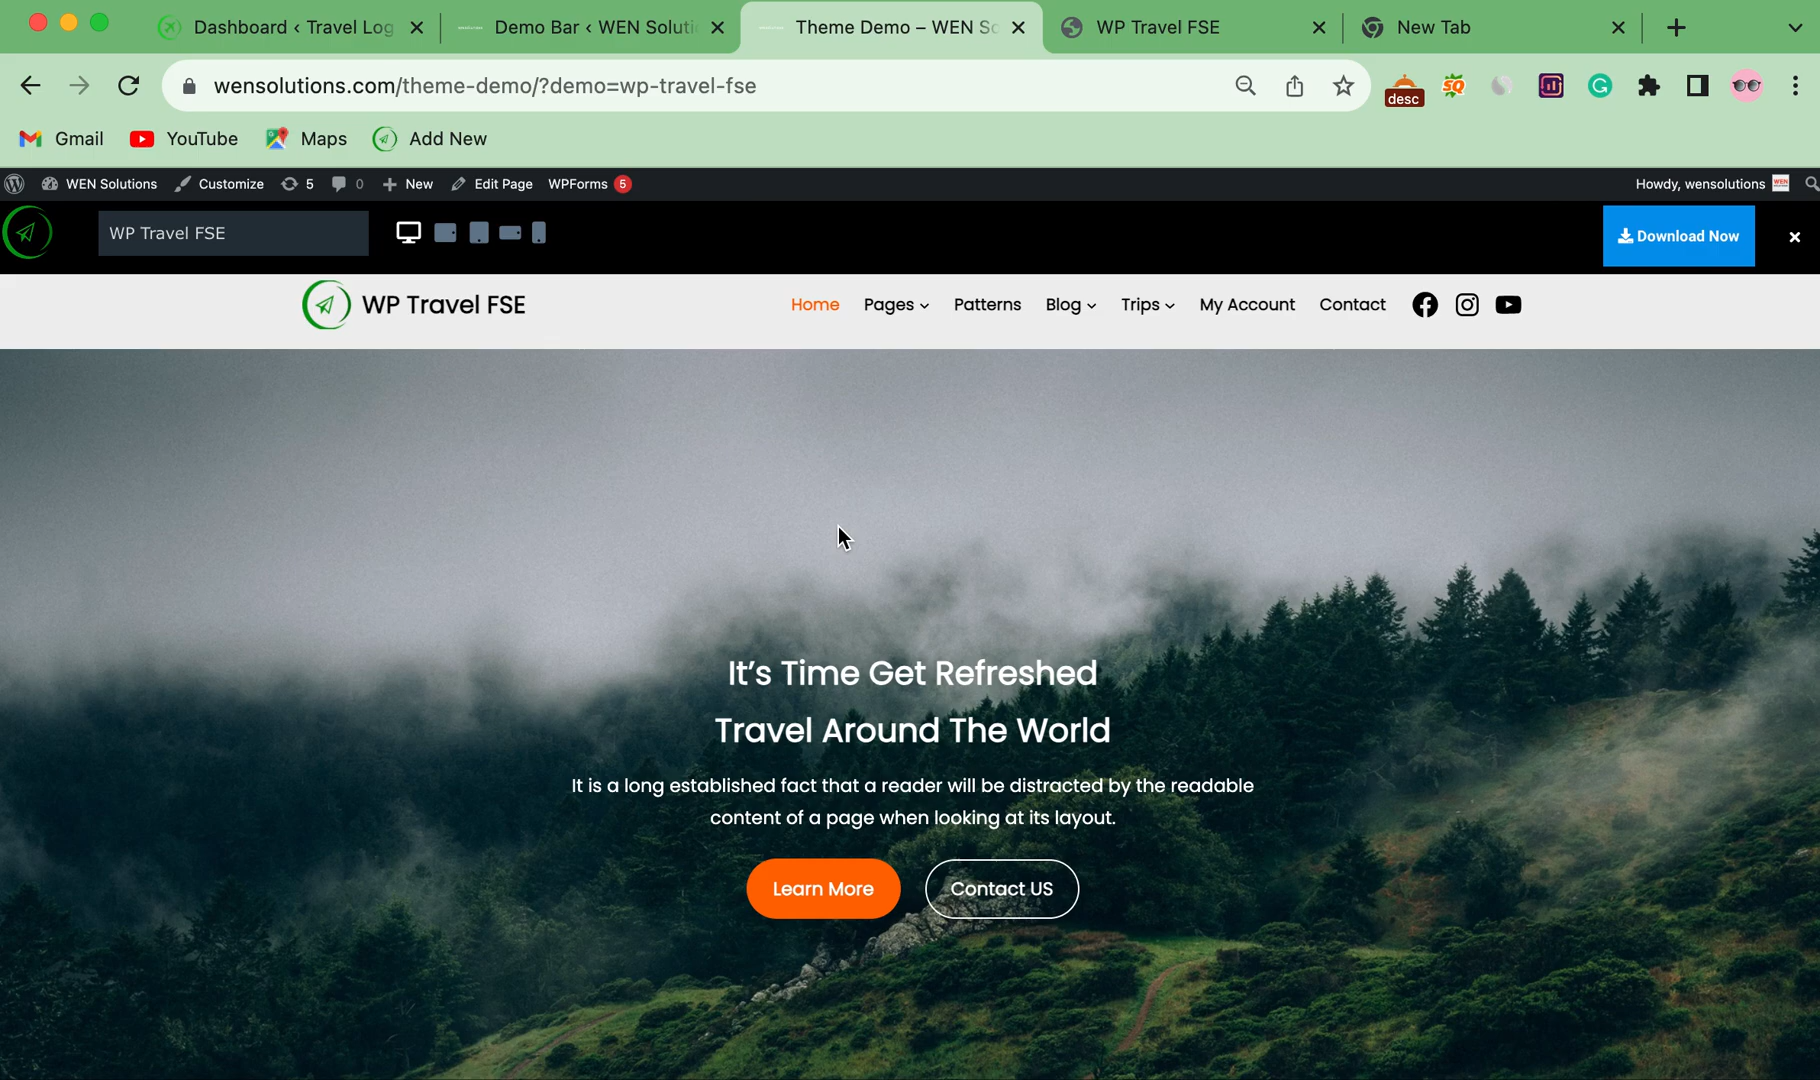 Dashboard ‹ Travel Log
Demo Bar ‹ WEN Soluti
Theme Demo – WEN So
WP Travel FSE
New Tab
wensolutions.com/theme-demo/?demo=wp-travel-fse
desc
SQ
G
Gmail
YouTube
Maps
Add New
WEN Solutions
Customize
5
0
New
Edit Page
WPForms 5
Howdy, wensolutions
WP Travel FSE
Download Now
WP Travel FSE
Home
Pages
Patterns
Blog
Trips
My Account
Contact
It’s Time Get Refreshed
Travel Around The World
It is a long established fact that a reader will be distracted by the readable
content of a page when looking at its layout.
Learn More
Contact US